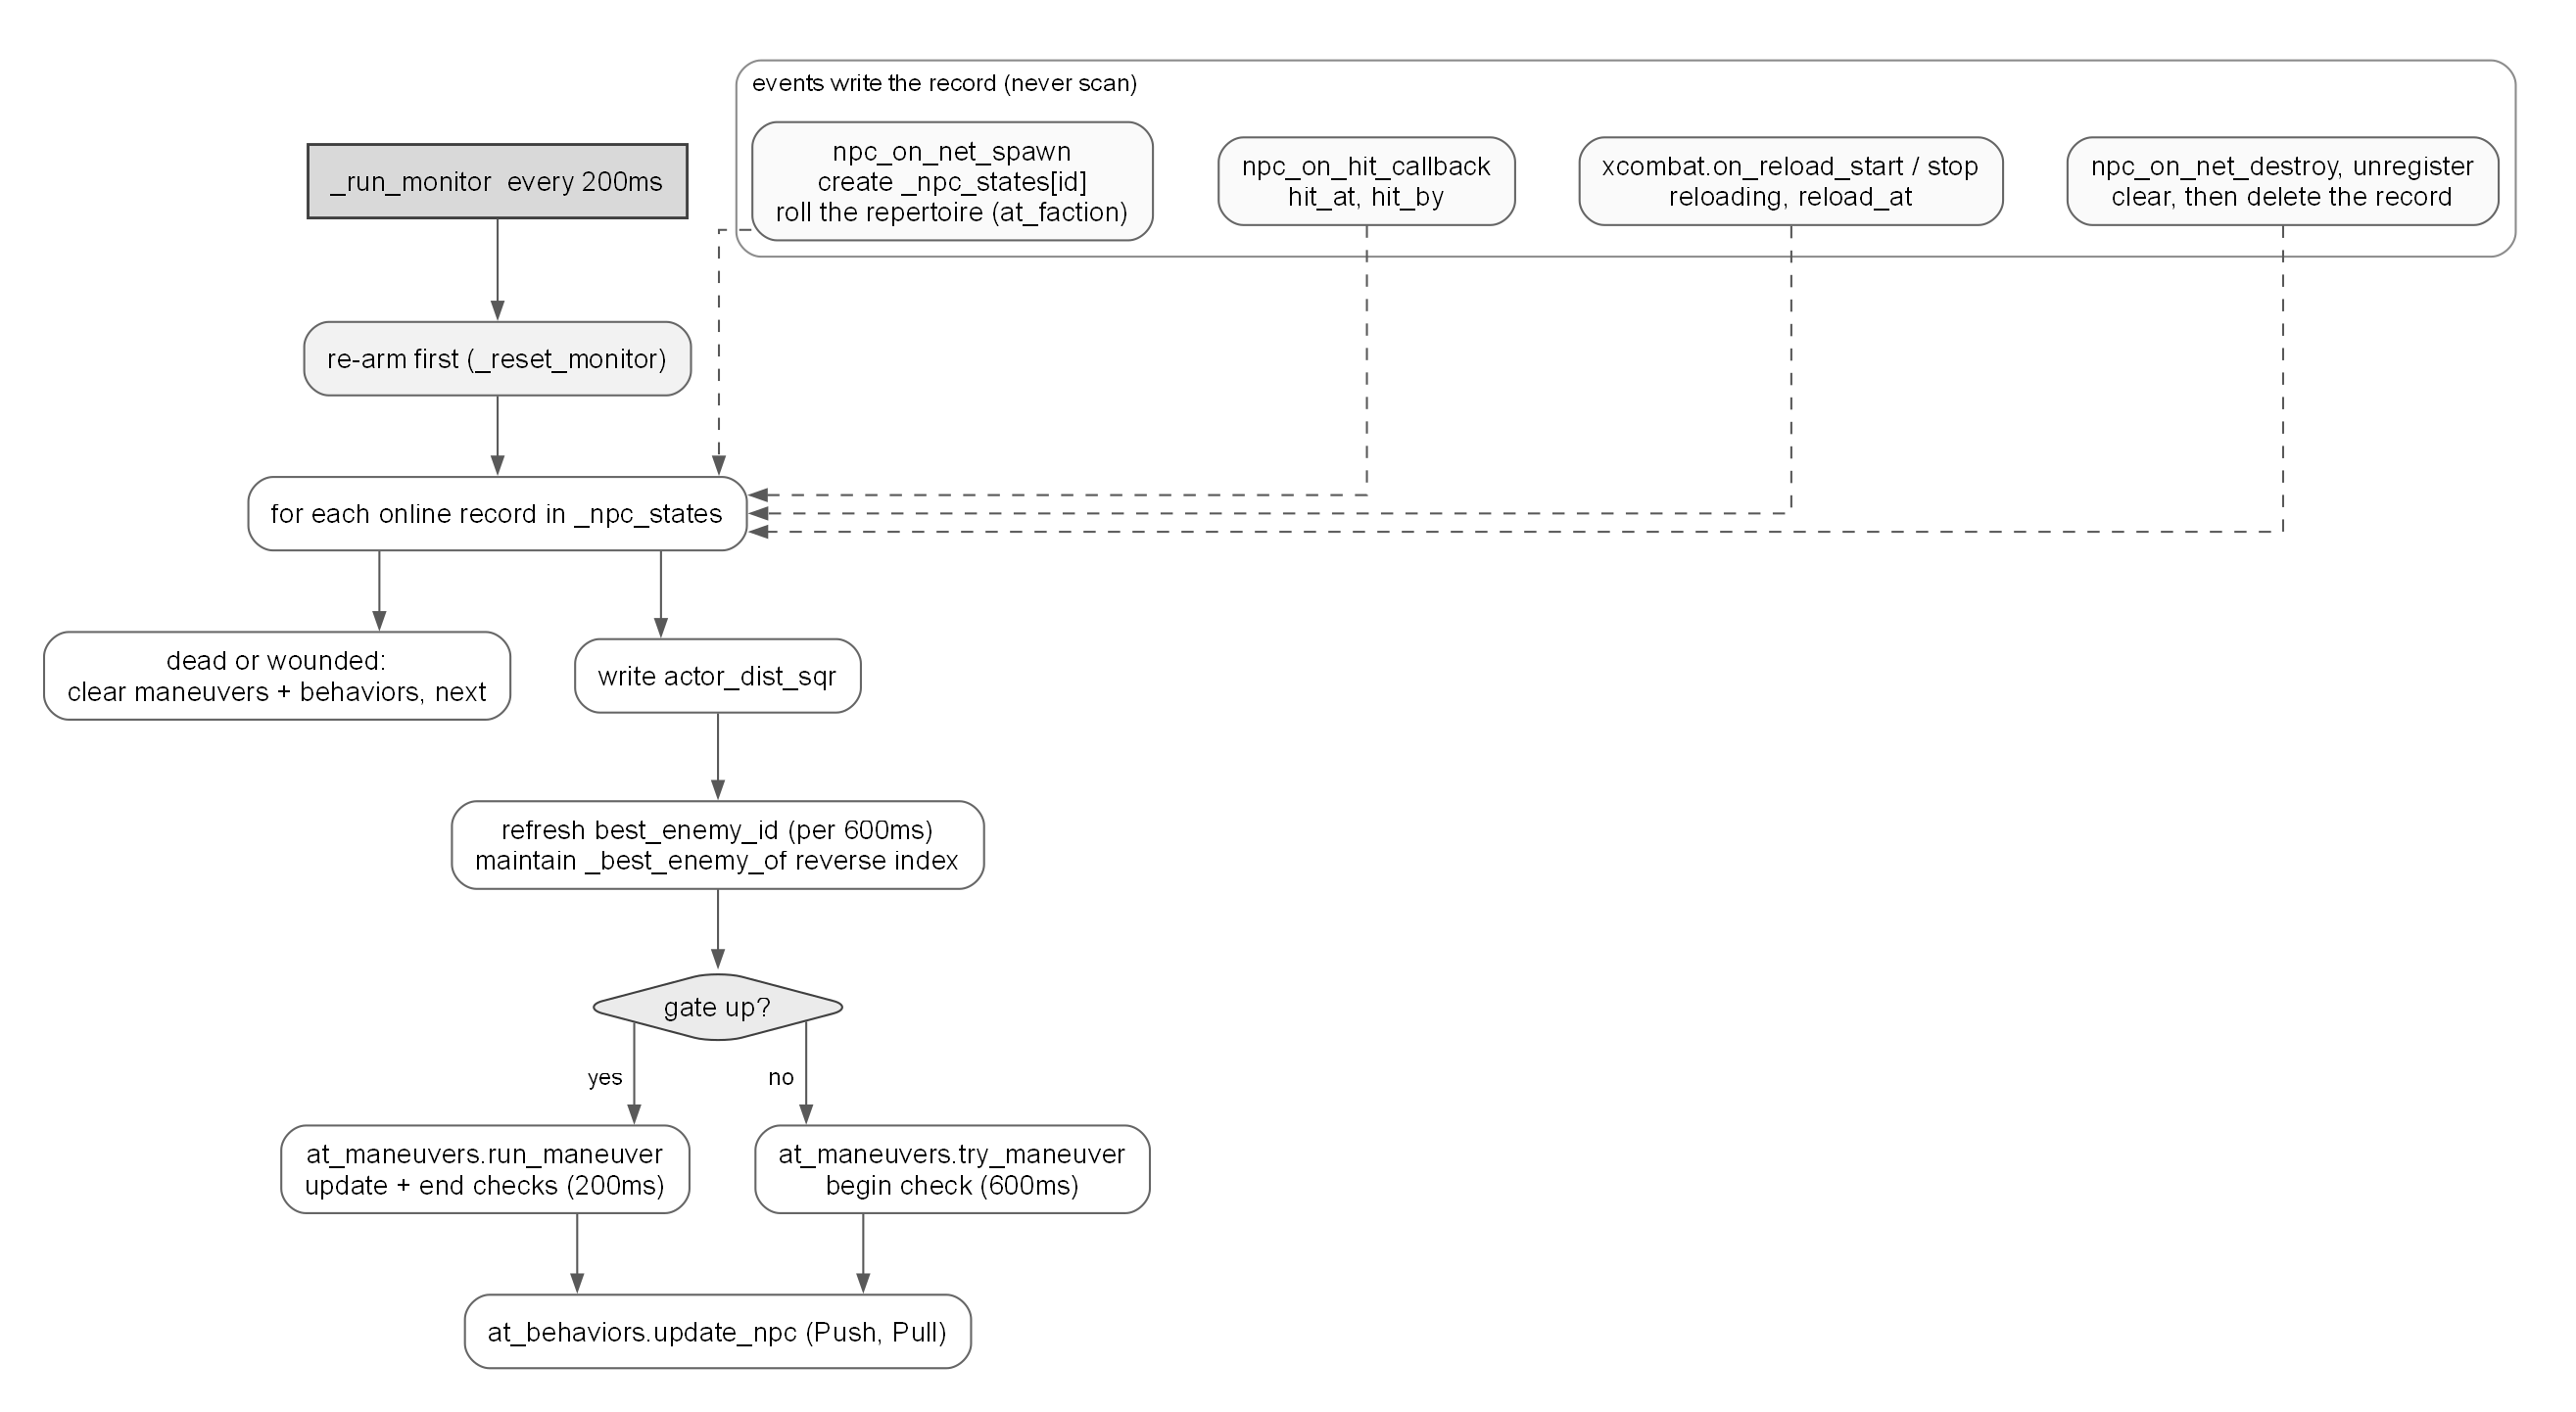 events write the record (never scan)
_run_monitor  every 200ms
npc_on_net_spawn
create _npc_states[id]
roll the repertoire (at_faction)
npc_on_hit_callback
hit_at, hit_by
xcombat.on_reload_start / stop
reloading, reload_at
npc_on_net_destroy, unregister
clear, then delete the record
re-arm first (_reset_monitor)
for each online record in _npc_states
dead or wounded:
clear maneuvers + behaviors, next
write actor_dist_sqr
refresh best_enemy_id (per 600ms)
maintain _best_enemy_of reverse index
gate up?
yes
no
at_maneuvers.run_maneuver
update + end checks (200ms)
at_maneuvers.try_maneuver
begin check (600ms)
at_behaviors.update_npc (Push, Pull)